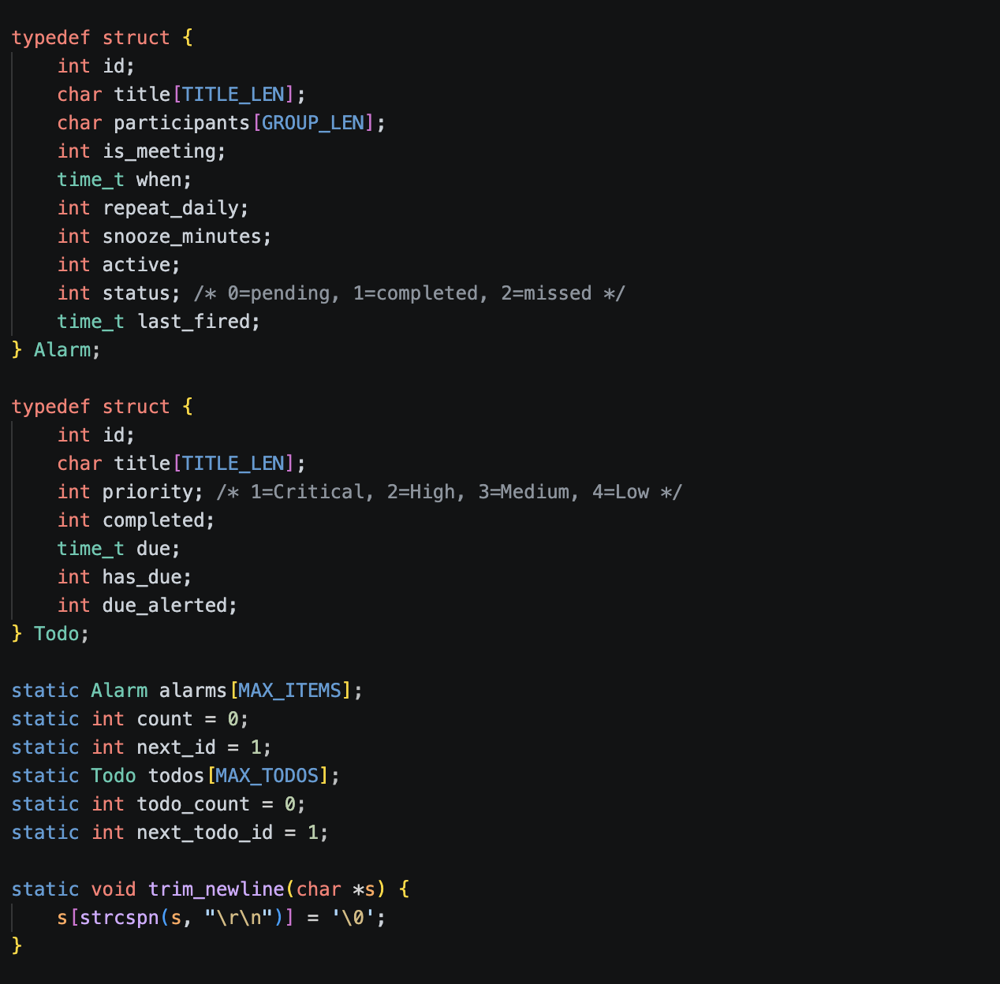 typedef struct {
    int id;
    char title[TITLE_LEN];
    char participants[GROUP_LEN];
    int is_meeting;
    time_t when;
    int repeat_daily;
    int snooze_minutes;
    int active;
    int status; /* 0=pending, 1=completed, 2=missed */
    time_t last_fired;
} Alarm;

typedef struct {
    int id;
    char title[TITLE_LEN];
    int priority; /* 1=Critical, 2=High, 3=Medium, 4=Low */
    int completed;
    time_t due;
    int has_due;
    int due_alerted;
} Todo;

static Alarm alarms[MAX_ITEMS];
static int count = 0;
static int next_id = 1;
static Todo todos[MAX_TODOS];
static int todo_count = 0;
static int next_todo_id = 1;

static void trim_newline(char *s) {
    s[strcspn(s, "\r\n")] = '\0';
}